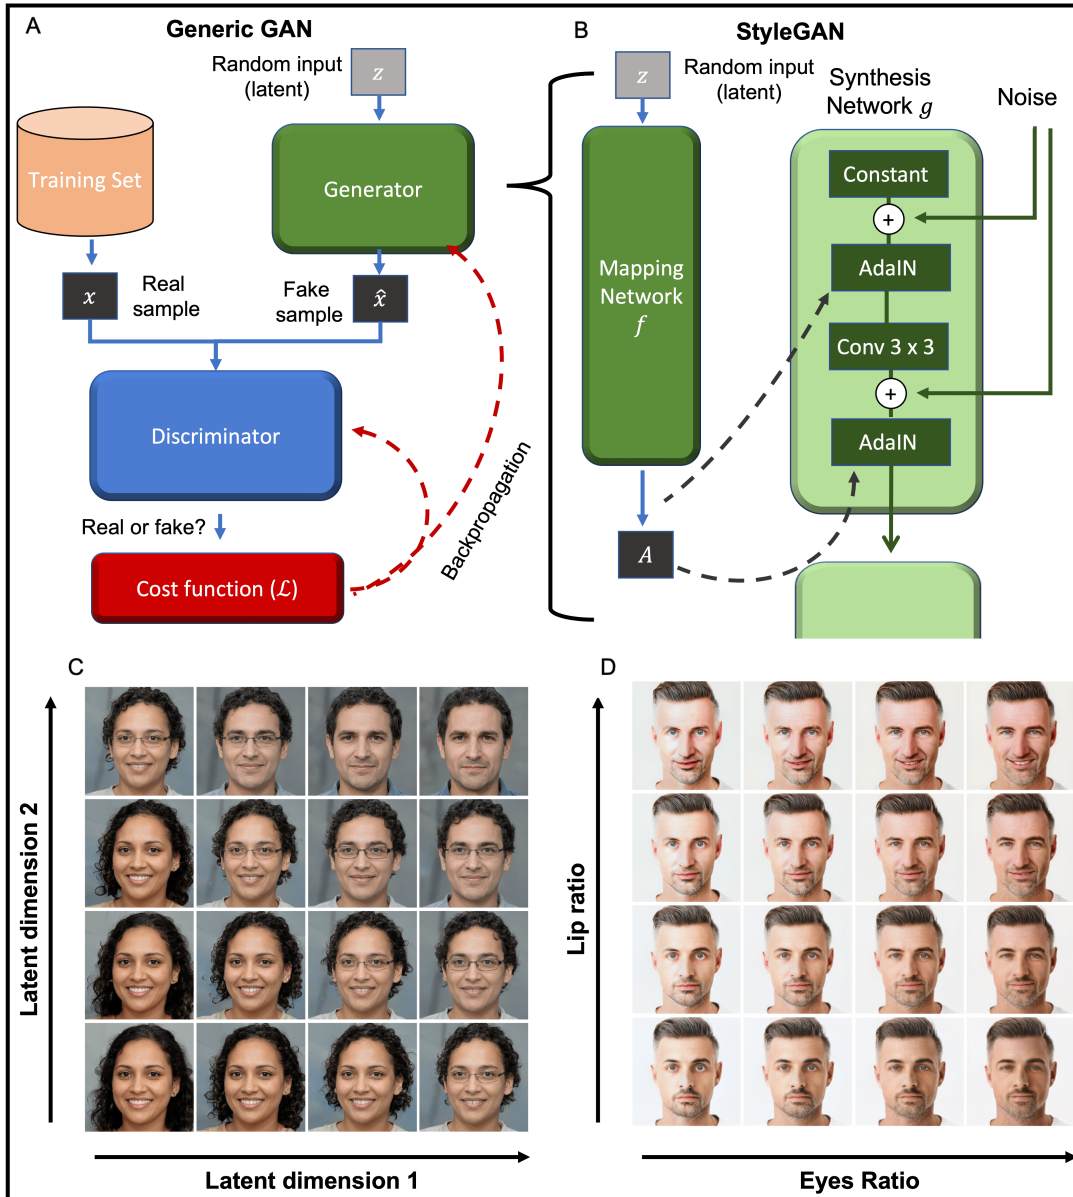 A
Generic GAN
Random input
(latent)
z
Training Set
Generator
x
Real
sample
Fake
sample
x̂
Discriminator
Real or fake?
Cost function (ℒ)
Backpropagation
B
StyleGAN
z
Random input
(latent)
Synthesis
Network g
Noise
Mapping
Network
f
A
Constant
+
AdaIN
Conv 3 x 3
+
AdaIN
C
Latent dimension 2
Latent dimension 1
D
Lip ratio
Eyes Ratio